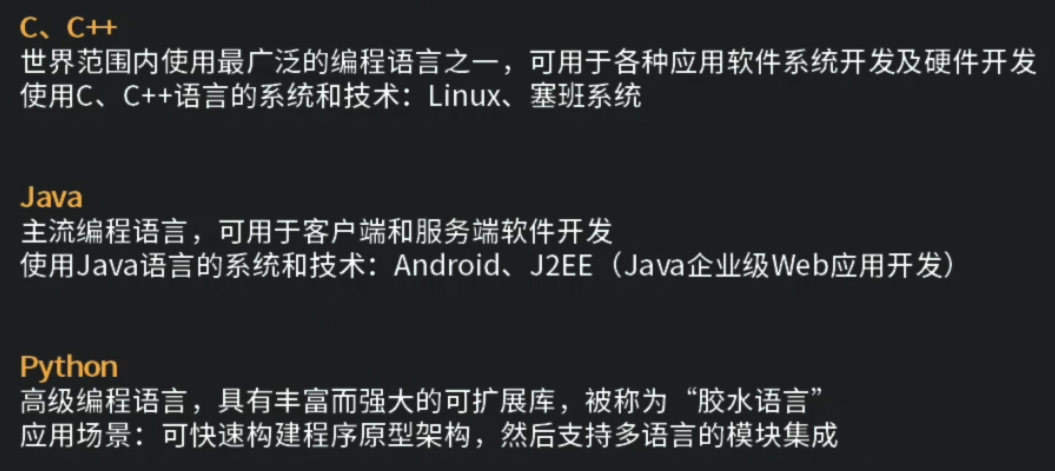 C、C++
世界范围内使用最广泛的编程语言之一，可用于各种应用软件系统开发及硬件开发
使用C、C++语言的系统和技术：Linux、塞班系统
Java
主流编程语言，可用于客户端和服务端软件开发
使用Java语言的系统和技术：Android、J2EE（Java企业级Web应用开发）
Python
高级编程语言，具有丰富而强大的可扩展库，被称为“胶水语言”
应用场景：可快速构建程序原型架构，然后支持多语言的模块集成